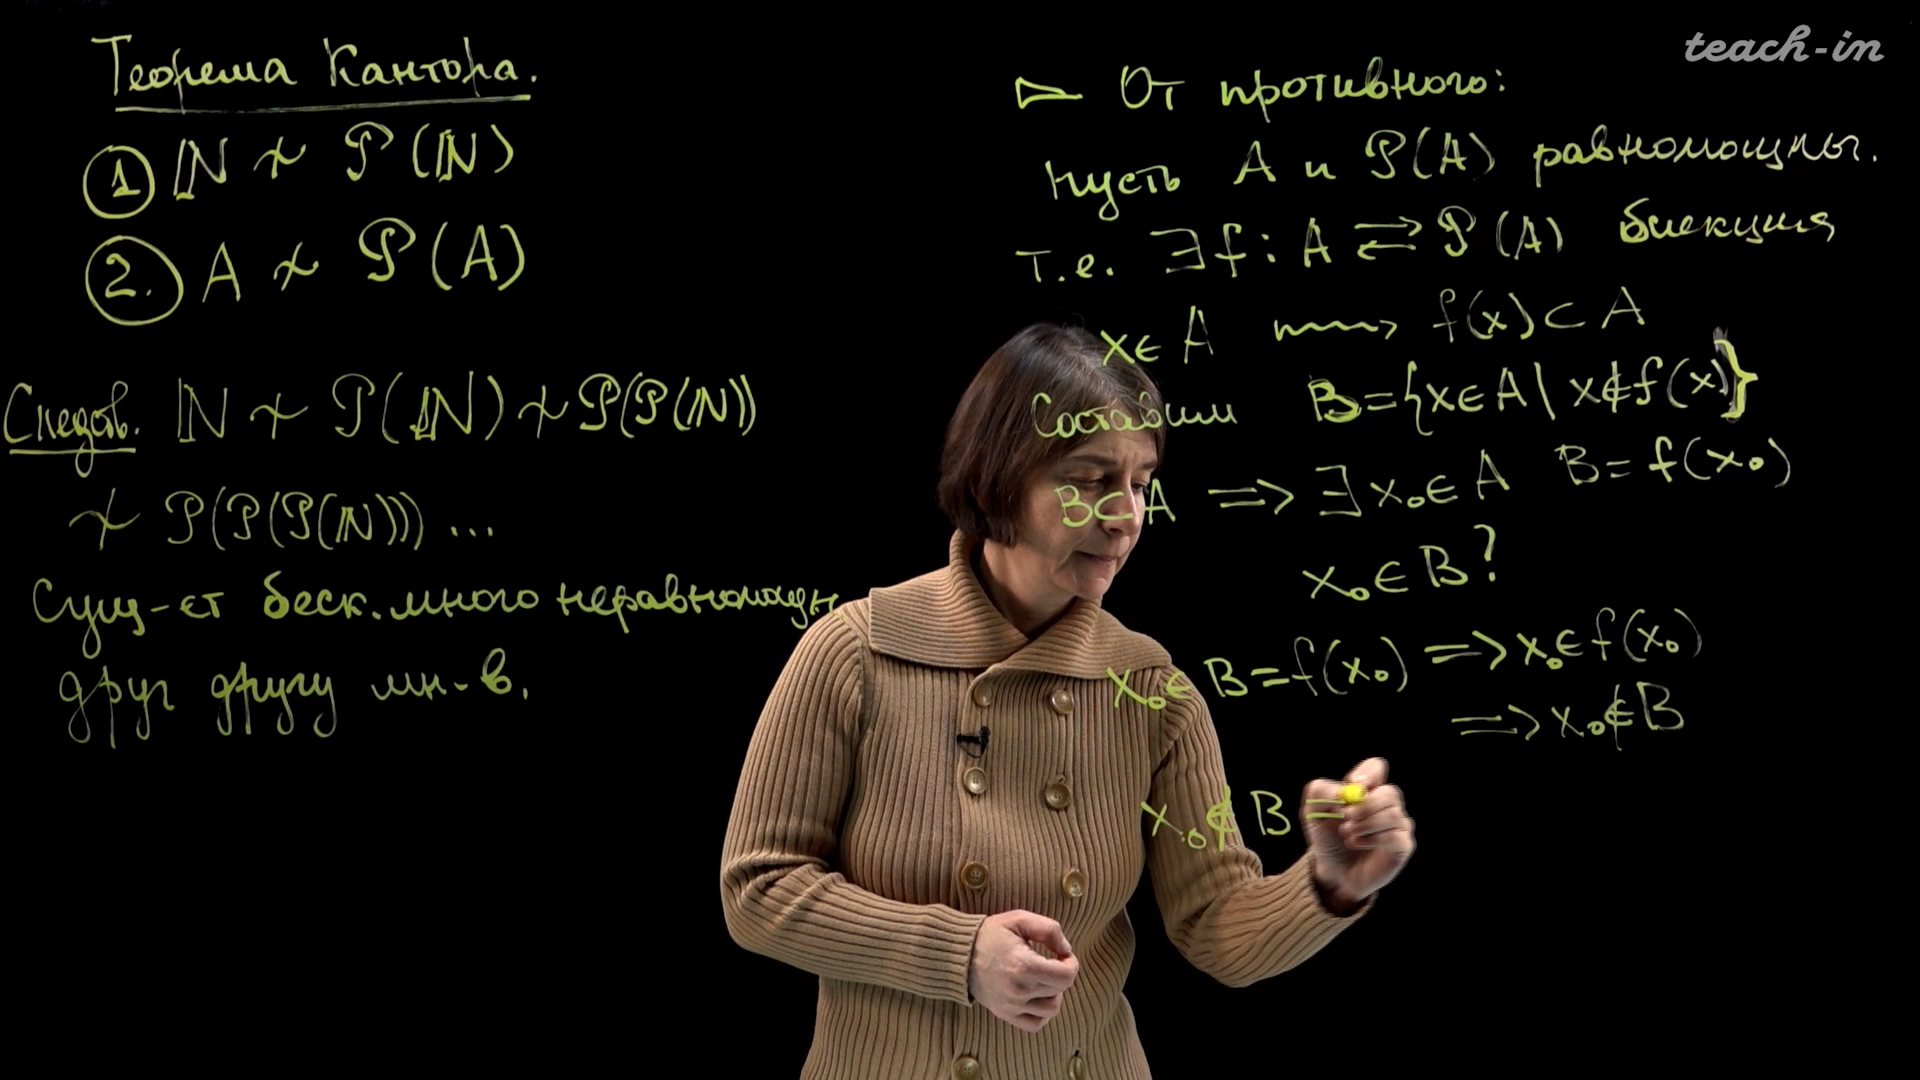 Теорема Кантора.
① ℕ ≁ 𝒫(ℕ)
②. A ≁ 𝒫(A)
Следств. ℕ ≁ 𝒫(ℕ) ≁ 𝒫(𝒫(ℕ))
≁ 𝒫(𝒫(𝒫(ℕ))) ...
Сущ-ет беск. много неравномощн
друг другу мн-в.
teach-in
▻ От противного:
Пусть A и 𝒫(A) равномощны.
т.е. ∃ f : A ⇄ 𝒫(A) биекция
x ∈ A ⟿ f(x) ⊂ A
Составим B = {x ∈ A | x ∉ f(x)}
B ⊂ A ⇒ ∃ x₀ ∈ A B = f(x₀)
x₀ ∈ B?
x₀ ∈ B = f(x₀) ⇒ x₀ ∈ f(x₀)
⇒ x₀ ∉ B
x₀ ∉ B =